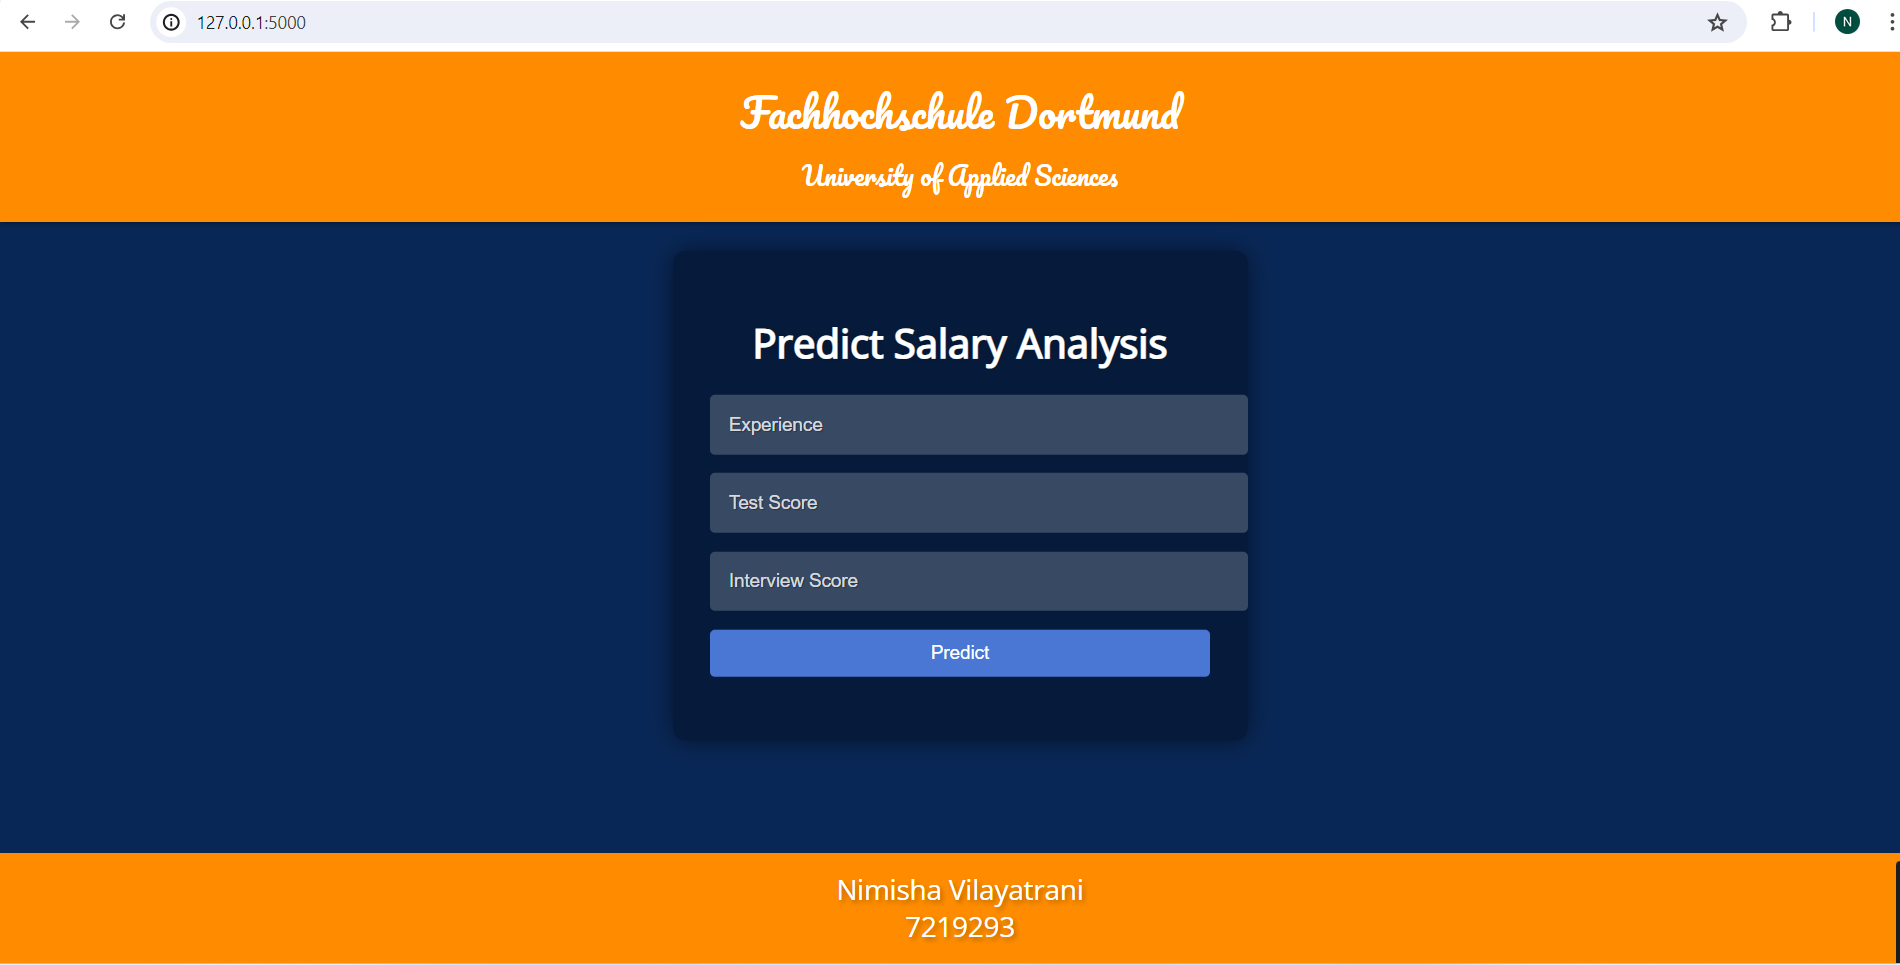 127.0.0.1:5000
N
Fachhochschule Dortmund
University of Applied Sciences
Predict Salary Analysis
Experience
Test Score
Interview Score
Predict
Nimisha Vilayatrani
7219293